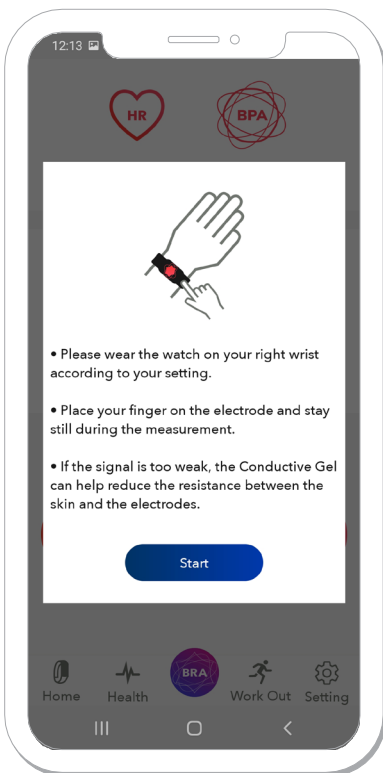 12:13
HR
BPA
• Please wear the watch on your right wrist
according to your setting.
• Place your finger on the electrode and stay
still during the measurement.
• If the signal is too weak, the Conductive Gel
can help reduce the resistance between the
skin and the electrodes.
Start
BRA
Home Health Work Out Setting